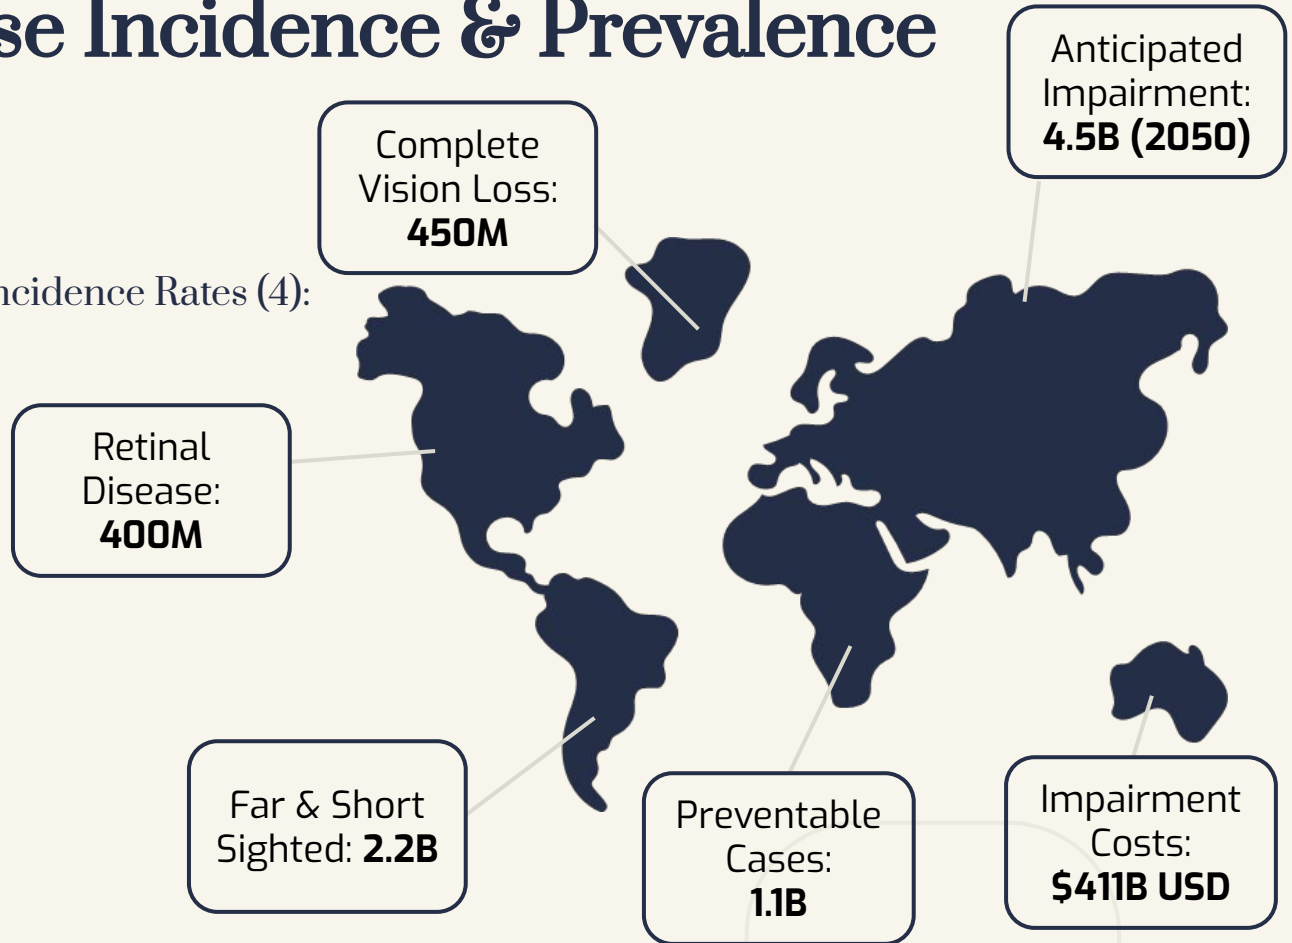 se Incidence & Prevalence
Anticipated
Impairment:
4.5B (2050)
Complete
Vision Loss:
450M
ncidence Rates (4):
Retinal
Disease:
400M
Far & Short
Sighted: 2.2B
Preventable
Cases:
1.1B
Impairment
Costs:
$411B USD